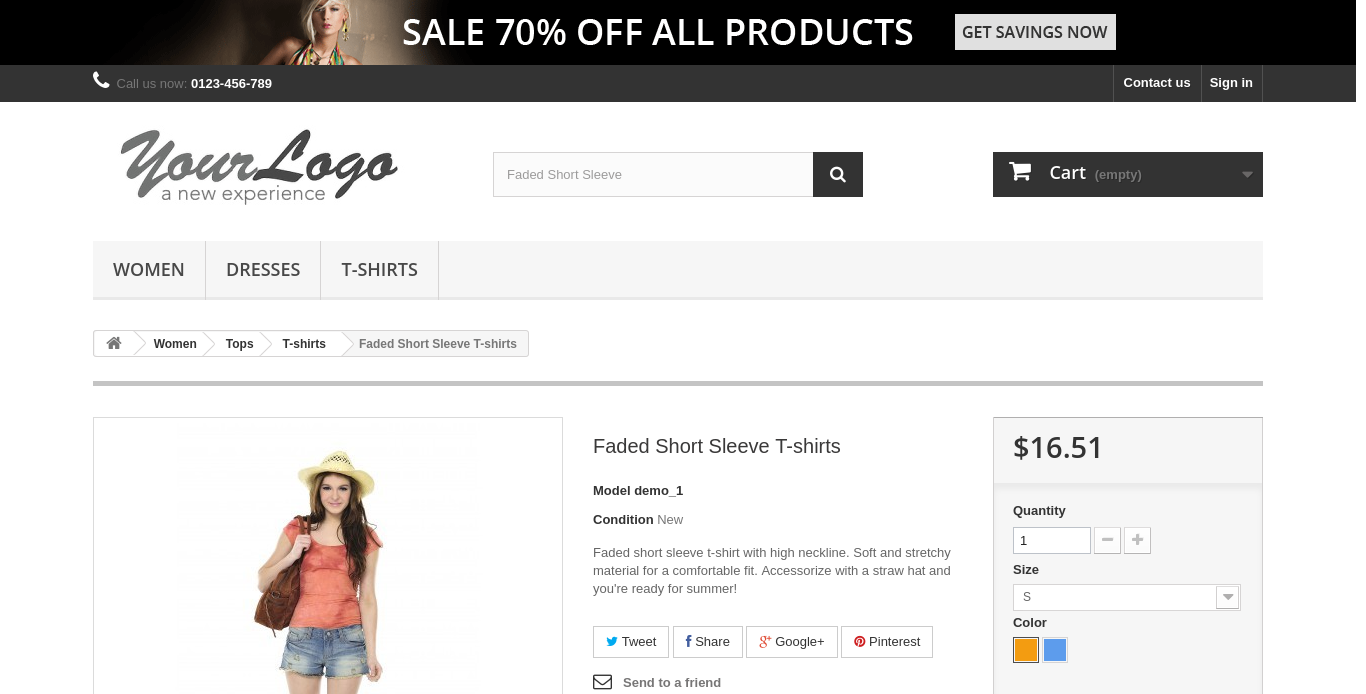 SALE 70% OFF ALL PRODUCTS
GET SAVINGS NOW
Call us now: 0123-456-789
Contact us
Sign in
YourLogo
a new experience
Faded Short Sleeve
Cart (empty)
WOMEN
DRESSES
T-SHIRTS
Women
Tops
T-shirts
Faded Short Sleeve T-shirts
Faded Short Sleeve T-shirts
Model demo_1
Condition New
Faded short sleeve t-shirt with high neckline. Soft and stretchy
material for a comfortable fit. Accessorize with a straw hat and
you're ready for summer!
Tweet
Share
Google+
Pinterest
Send to a friend
$16.51
Quantity
1
Size
S
Color